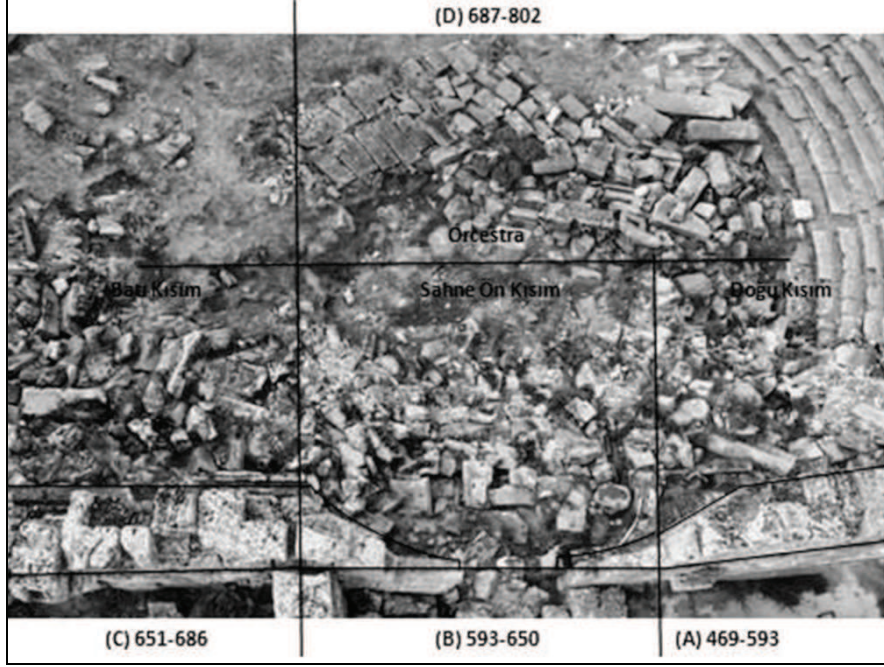 (D) 687-802
Orcestra
Batı Kısım
Sahne Ön Kısım
Doğu Kısım
(C) 651-686
(B) 593-650
(A) 469-593